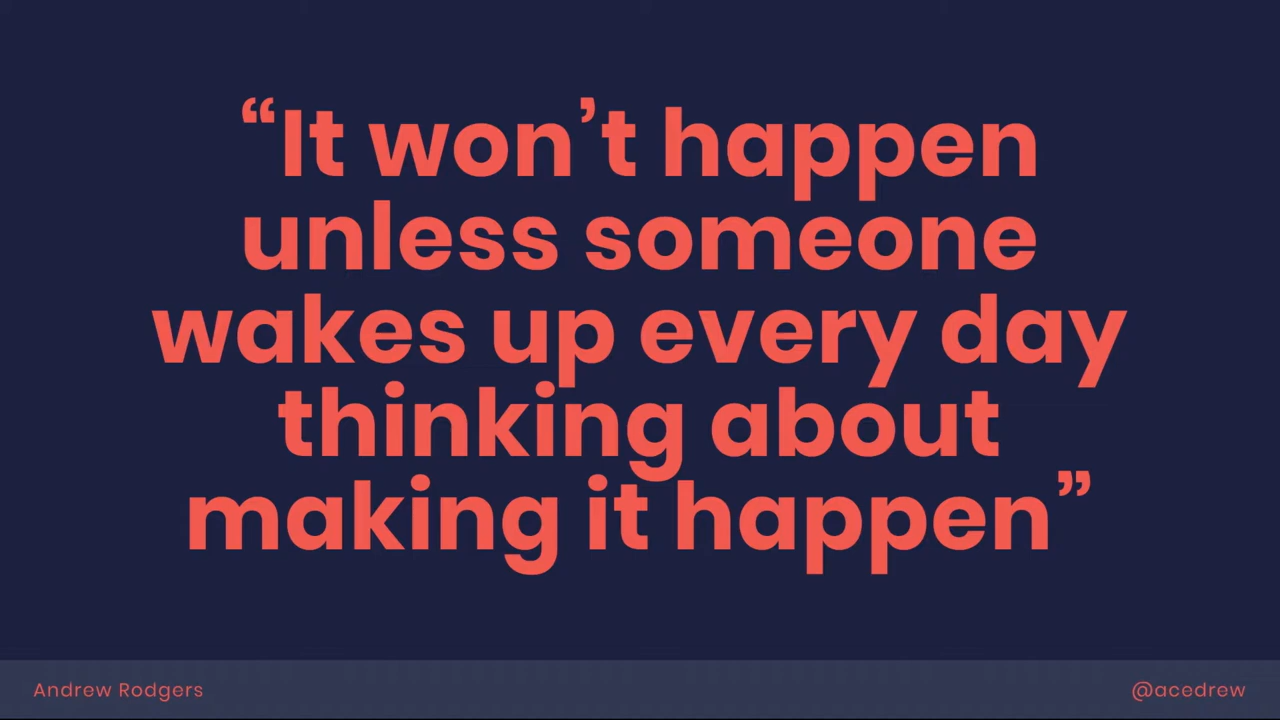 “It won’t happen
unless someone
wakes up every day
thinking about
making it happen”
Andrew Rodgers
@acedrew